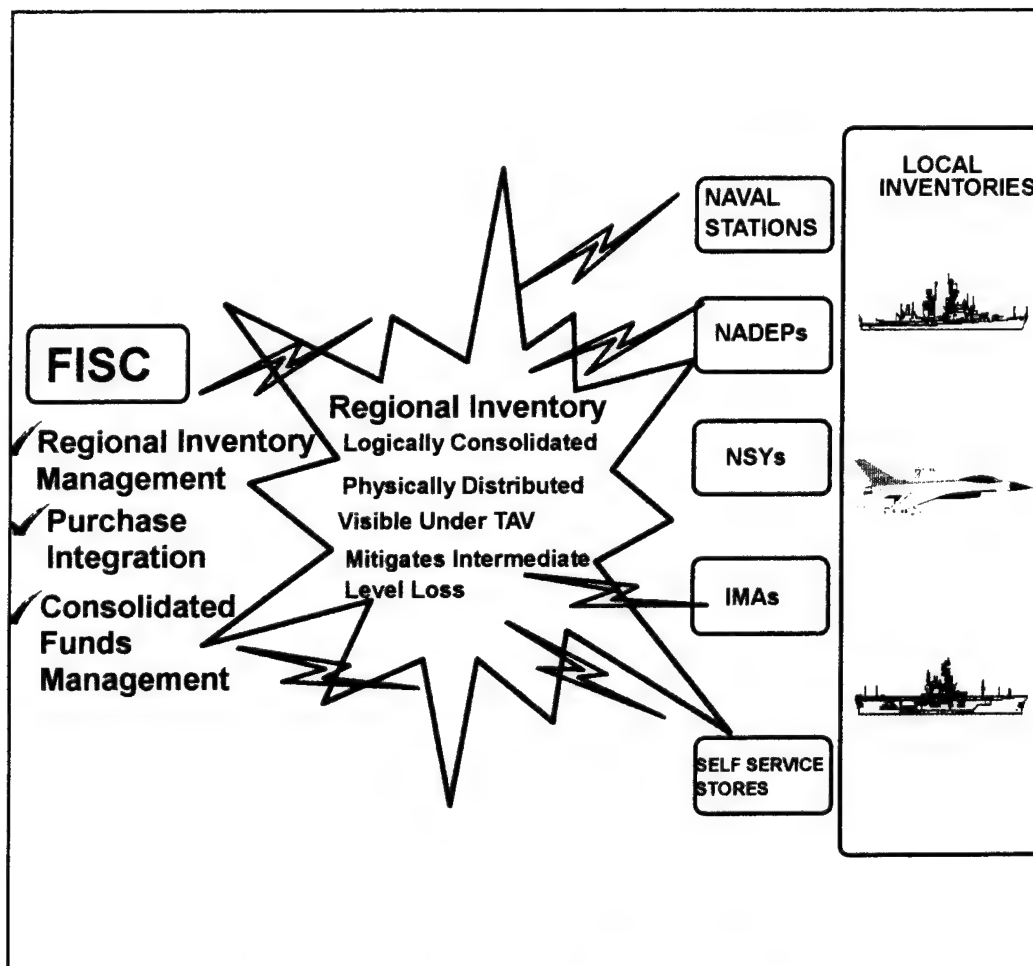 FISC
Regional Inventory
Management
Purchase
Integration
Consolidated
Funds
Management
Regional Inventory
Logically Consolidated
Physically Distributed
Visible Under TAV
Mitigates Intermediate
Level Loss
NAVAL
STATIONS
NADEPs
NSYs
IMAs
SELF SERVICE
STORES
LOCAL
INVENTORIES